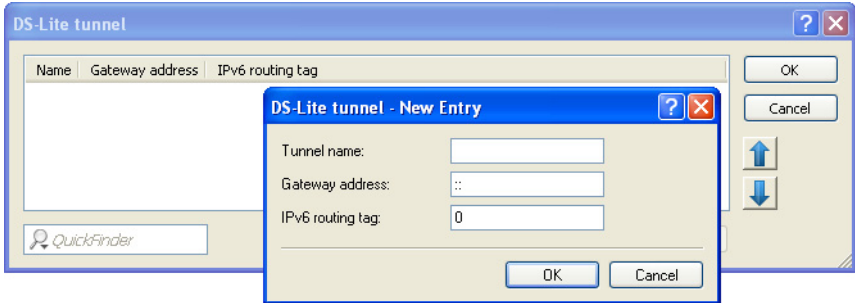 DS-Lite tunnel
Name Gateway address IPv6 routing tag
OK
Cancel
QuickFinder
DS-Lite tunnel - New Entry
Tunnel name:
Gateway address: ::
IPv6 routing tag: 0
OK Cancel